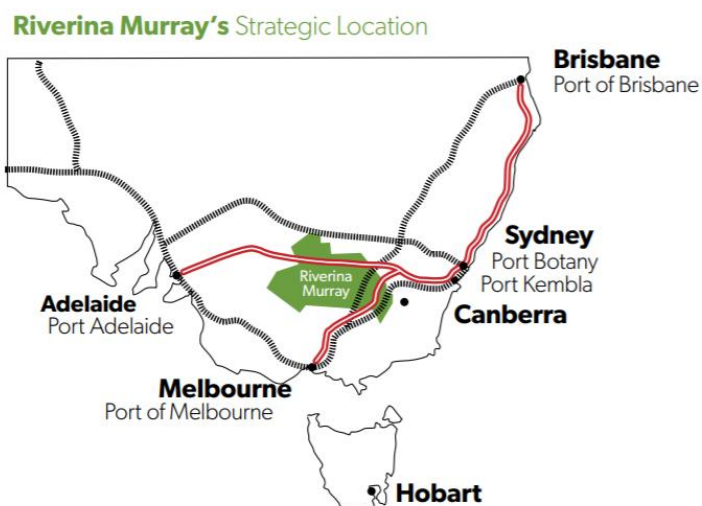 Riverina Murray's Strategic Location
Brisbane
Port of Brisbane
Sydney
Port Botany
Port Kembla
Riverina
Murray
Adelaide
Port Adelaide
Canberra
Melbourne
Port of Melbourne
Hobart